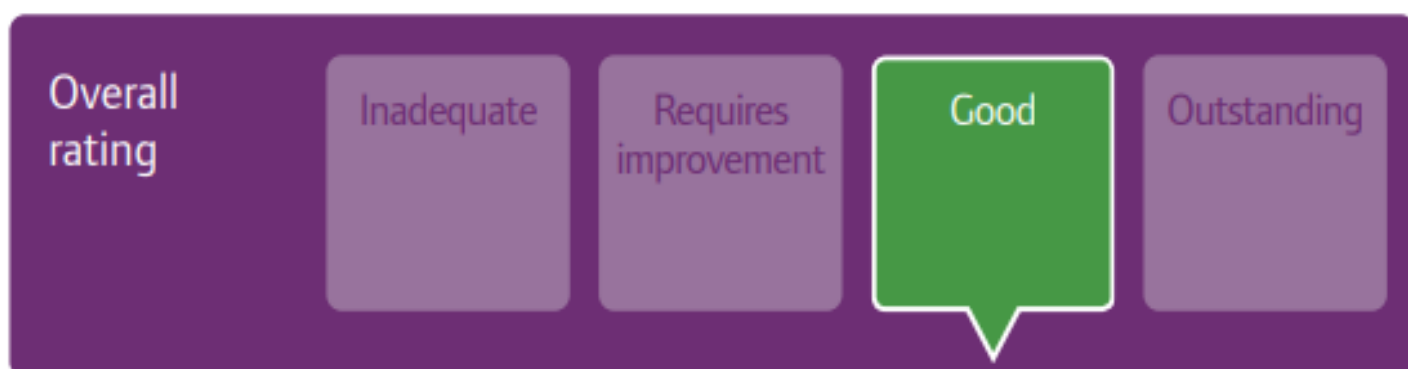 Overall
rating
Inadequate
Requires
improvement
Good
Outstanding